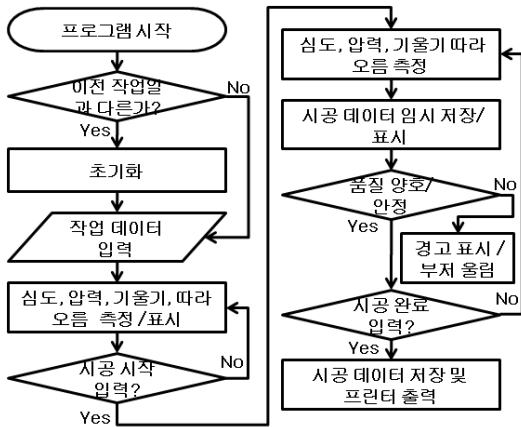 프로그램 시작
이전 작업일
과 다른가?
No
Yes
초기화
작업 데이터
입력
심도, 압력, 기울기, 따라
오름 측정/표시
시공 시작
입력?
No
Yes
심도, 압력, 기울기 따라
오름 측정
시공 데이터 임시 저장/
표시
품질 양호/
안정
No
Yes
경고 표시 /
부저 울림
시공 완료
입력?
No
Yes
시공 데이터 저장 및
프린터 출력